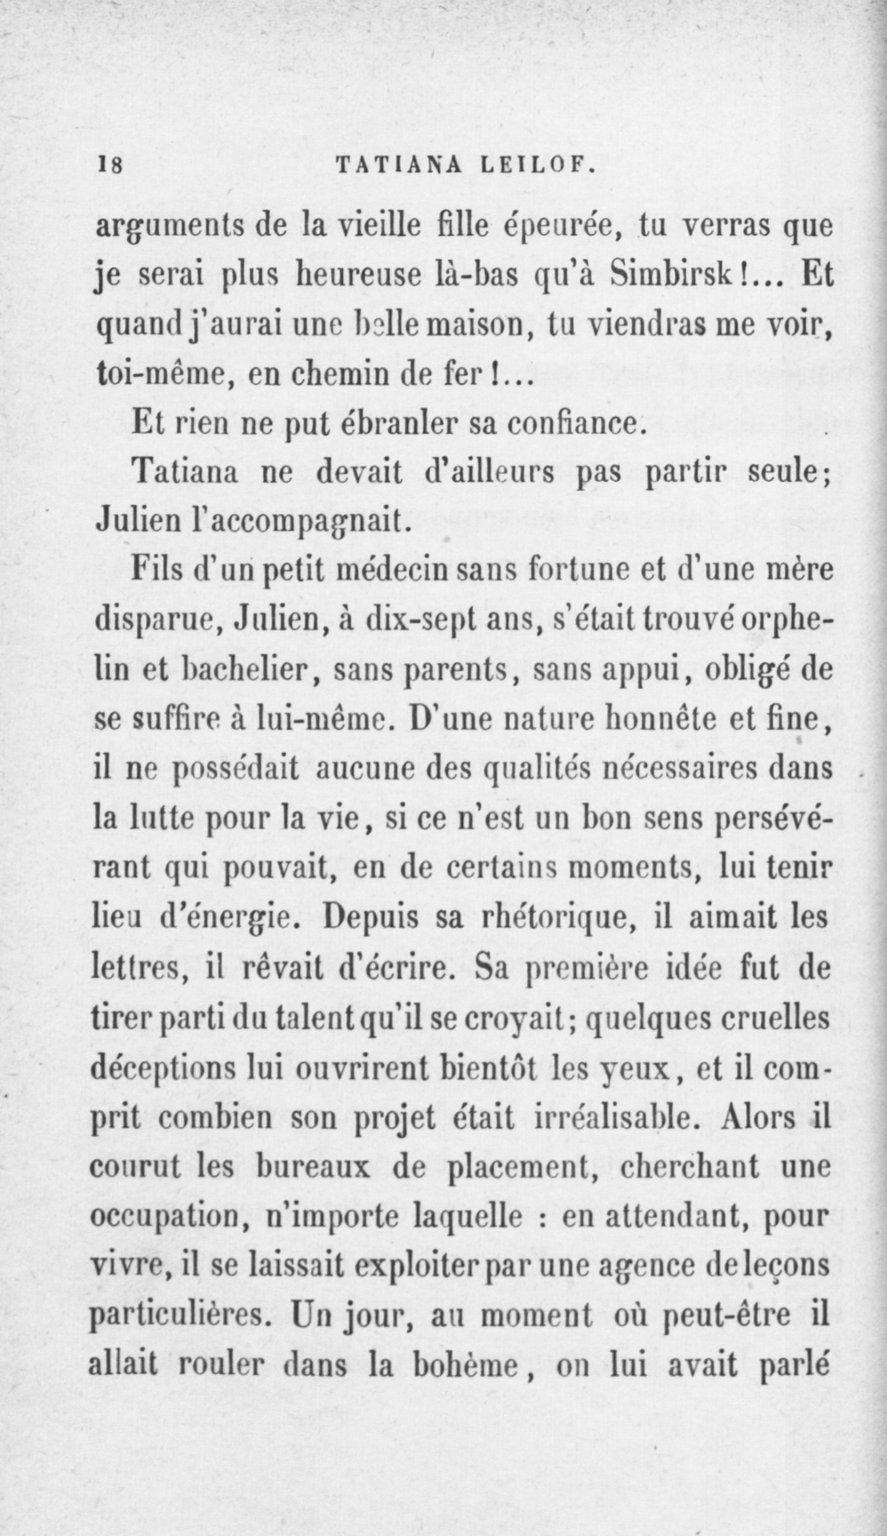 18 TATIANA LEILOF.
arguments de la vieille fille épeurée, tu verras que
je serai plus heureuse là-bas qu'à Simbirsk !... Et
quand j'aurai une belle maison, tu viendras me voir,
toi-même, en chemin de fer !...
Et rien ne put ébranler sa confiance.
Tatiana ne devait d'ailleurs pas partir seule;
Julien l'accompagnait.
Fils d'un petit médecin sans fortune et d'une mère
disparue, Julien, à dix-sept ans, s'était trouvé orphe-
lin et bachelier, sans parents, sans appui, obligé de
se suffire à lui-même. D'une nature honnête et fine,
il ne possédait aucune des qualités nécessaires dans
la lutte pour la vie, si ce n'est un bon sens persévé-
rant qui pouvait, en de certains moments, lui tenir
lieu d'énergie. Depuis sa rhétorique, il aimait les
lettres, il rêvait d'écrire. Sa première idée fut de
tirer parti du talent qu'il se croyait; quelques cruelles
déceptions lui ouvrirent bientôt les yeux, et il com-
prit combien son projet était irréalisable. Alors il
courut les bureaux de placement, cherchant une
occupation, n'importe laquelle : en attendant, pour
vivre, il se laissait exploiter par une agence de leçons
particulières. Un jour, au moment où peut-être il
allait rouler dans la bohème, on lui avait parlé